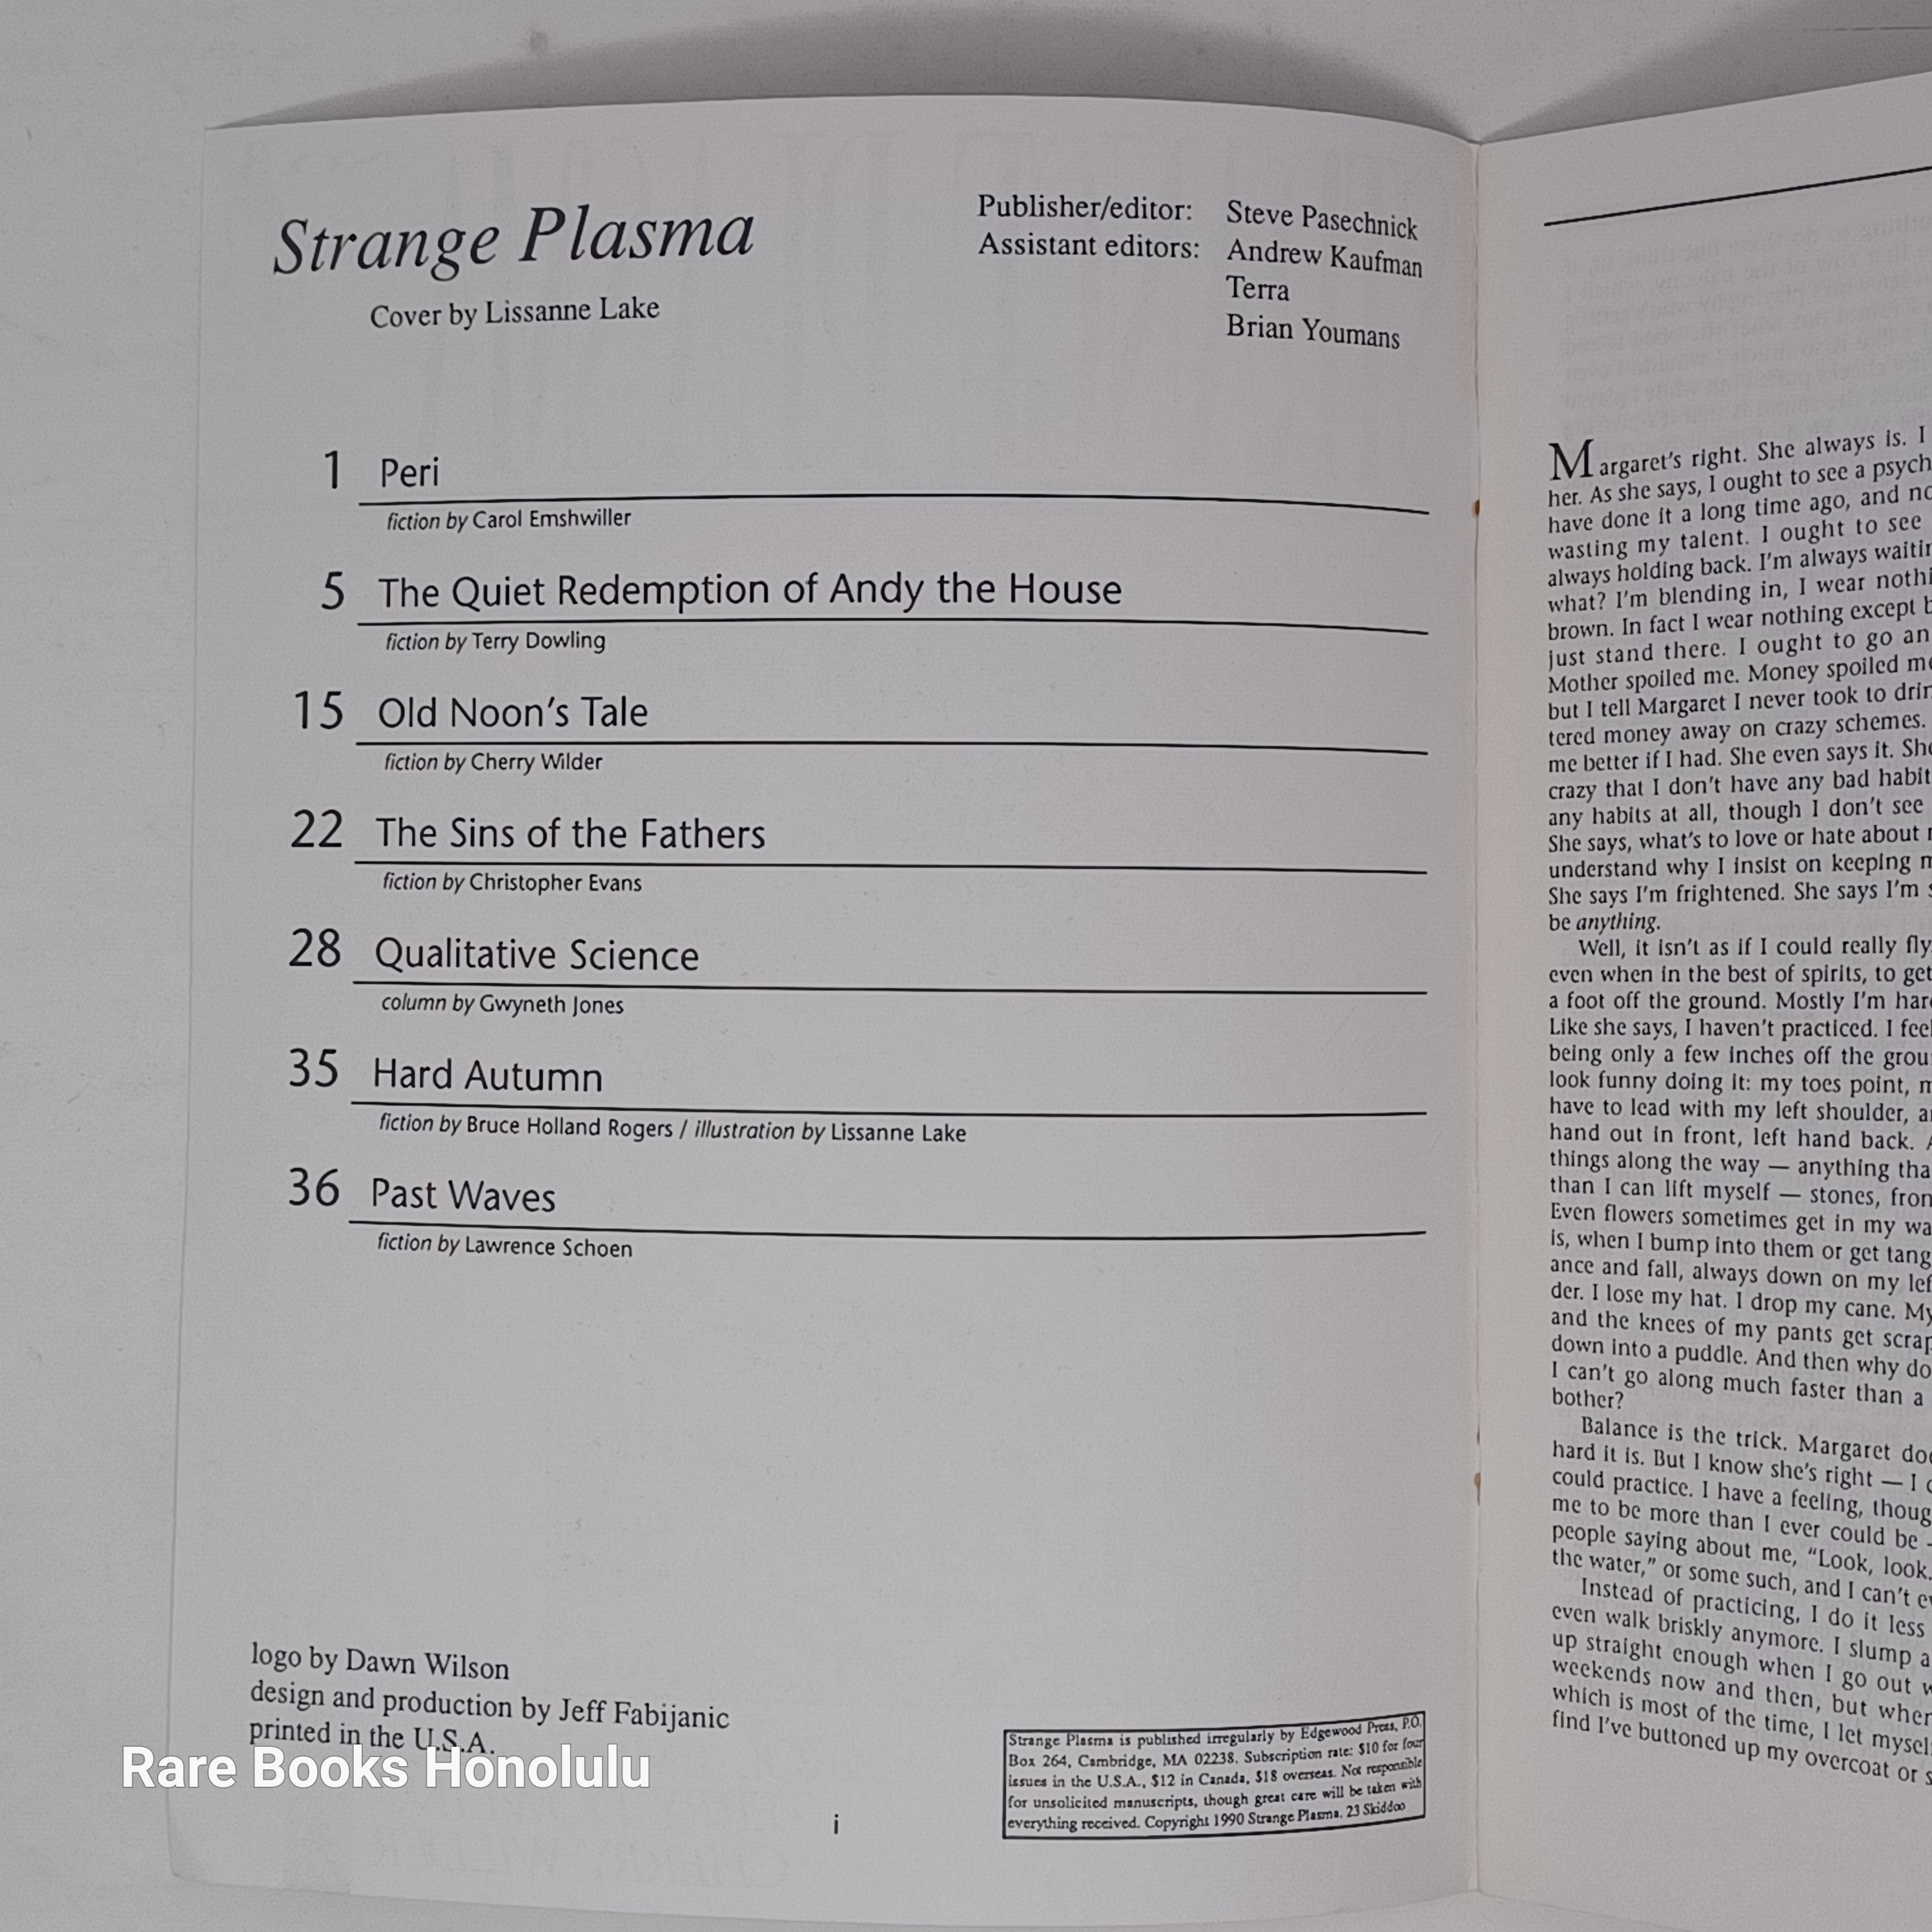 Strange Plasma
Cover by Lissanne Lake
Publisher/editor: Steve Pasechnick
Assistant editors: Andrew Kaufman
Terra
Brian Youmans
1 Peri
fiction by Carol Emshwiller
5 The Quiet Redemption of Andy the House
fiction by Terry Dowling
15 Old Noon's Tale
fiction by Cherry Wilder
22 The Sins of the Fathers
fiction by Christopher Evans
28 Qualitative Science
column by Gwyneth Jones
35 Hard Autumn
fiction by Bruce Holland Rogers / illustration by Lissanne Lake
36 Past Waves
fiction by Lawrence Schoen
logo by Dawn Wilson
design and production by Jeff Fabijanic
printed in the U.S.A.
Rare Books Honolulu
i
Strange Plasma is published irregularly by Edgewood Press, P.O.
Box 264, Cambridge, MA 02238. Subscription rate: $10 for four
issues in the U.S.A., $12 in Canada, $18 overseas. Not responsible
for unsolicited manuscripts, though great care will be taken with
everything received. Copyright 1990 Strange Plasma, 23 Skiddoo
Margaret's right. She always is. I
her. As she says, I ought to see a psych
have done it a long time ago, and
wasting my talent. I ought to see
always holding back. I'm always
what? I'm blending in, I wear
brown. In fact I wear nothing except
just stand there. I ought to go
Mother spoiled me. Money spoiled
but I tell Margaret I never took to
tered money away on crazy schemes.
me better if I had. She even says it.
crazy that I don't have any bad
any habits at all, though I don't see
She says, what's to love or hate about
understand why I insist on keeping
She says I'm frightened. She says I'm
be anything.
Well, it isn't as if I could really fly
even when in the best of spirits, to get
a foot off the ground. Mostly I'm
Like she says, I haven't practiced. I
being only a few inches off the
look funny doing it: my toes point,
have to lead with my left shoulder,
hand out in front, left hand back.
things along the way — anything
than I can lift myself — stones,
Even flowers sometimes get in my
is, when I bump into them or get
ance and fall, always down on my
der. I lose my hat. I drop my cane. My
and the knees of my pants get
down into a puddle. And then why do
I can't go along much faster than a
bother?
Balance is the trick. Margaret
hard it is. But I know she's right — I
could practice. I have a feeling,
me to be more than I ever could be
people saying about me, "Look, look.
the water," or some such, and I can't
Instead of practicing, I do it less
even walk briskly anymore. I slump
up straight enough when I go out
weekends now and then, but
which is most of the time, I let
find I've buttoned up my overcoat or